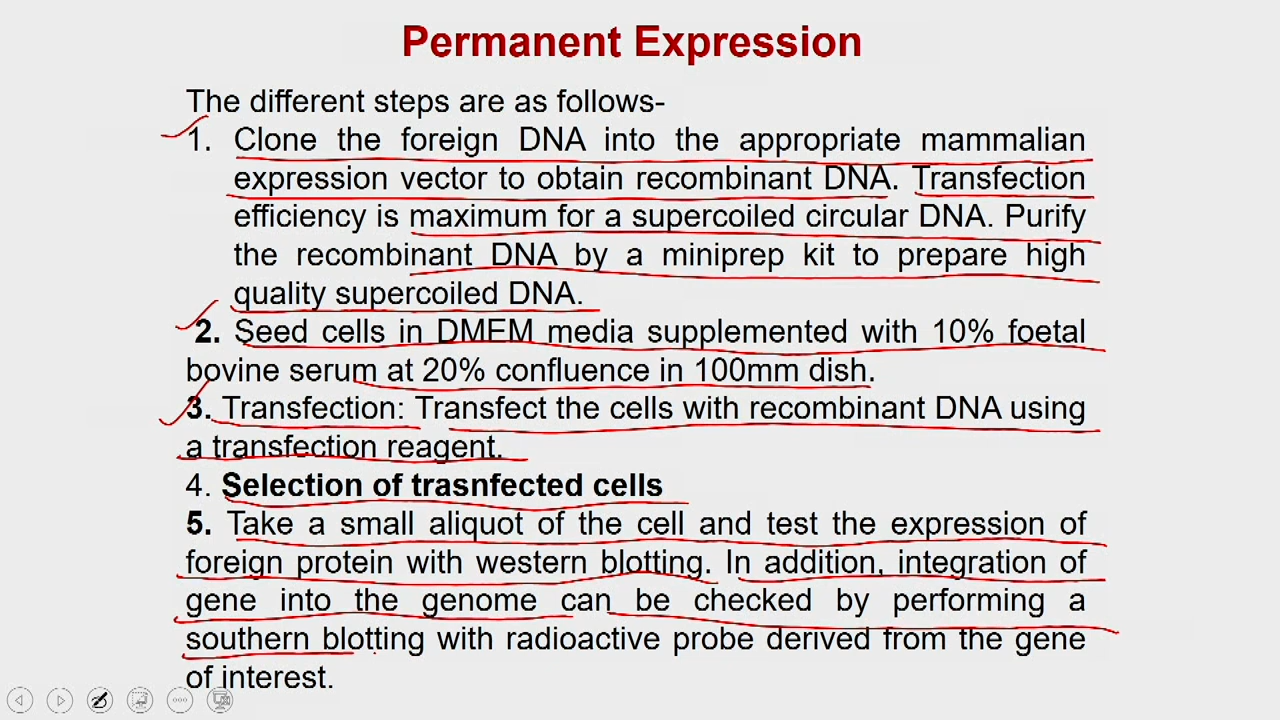 Permanent Expression
The different steps are as follows-
1. Clone the foreign DNA into the appropriate mammalian
expression vector to obtain recombinant DNA. Transfection
efficiency is maximum for a supercoiled circular DNA. Purify
the recombinant DNA by a miniprep kit to prepare high
quality supercoiled DNA.
2. Seed cells in DMEM media supplemented with 10% foetal
bovine serum at 20% confluence in 100mm dish.
3. Transfection: Transfect the cells with recombinant DNA using
a transfection reagent.
4. Selection of trasnfected cells
5. Take a small aliquot of the cell and test the expression of
foreign protein with western blotting. In addition, integration of
gene into the genome can be checked by performing a
southern blotting with radioactive probe derived from the gene
of interest.